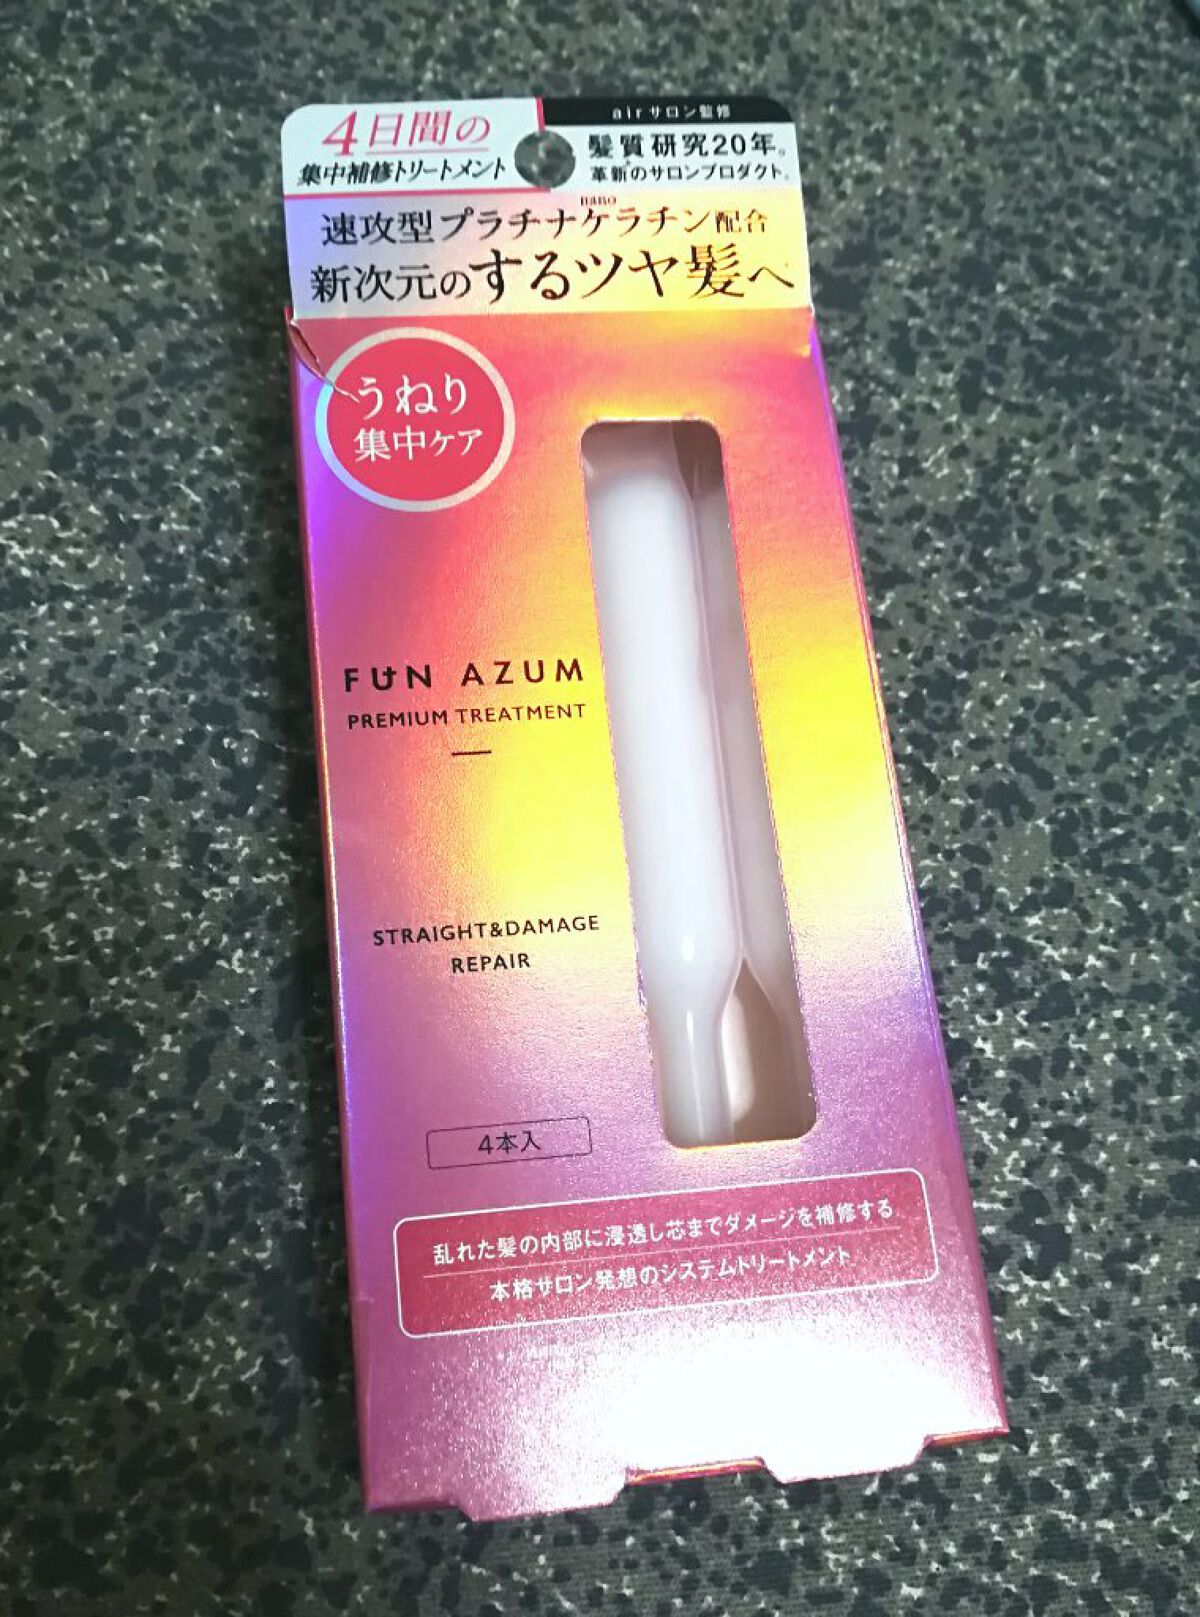 4日間の
集中補修トリートメント
airサロン監修
髪質研究20年。
革新のサロンプロダクト。
nano
速攻型プラチナケラチン配合
新次元のするツヤ髪へ
うねり
集中ケア
FUN AZUM
PREMIUM TREATMENT
STRAIGHT&DAMAGE
REPAIR
4本入
乱れた髪の内部に浸透し芯までダメージを補修する
本格サロン発想のシステムトリートメント